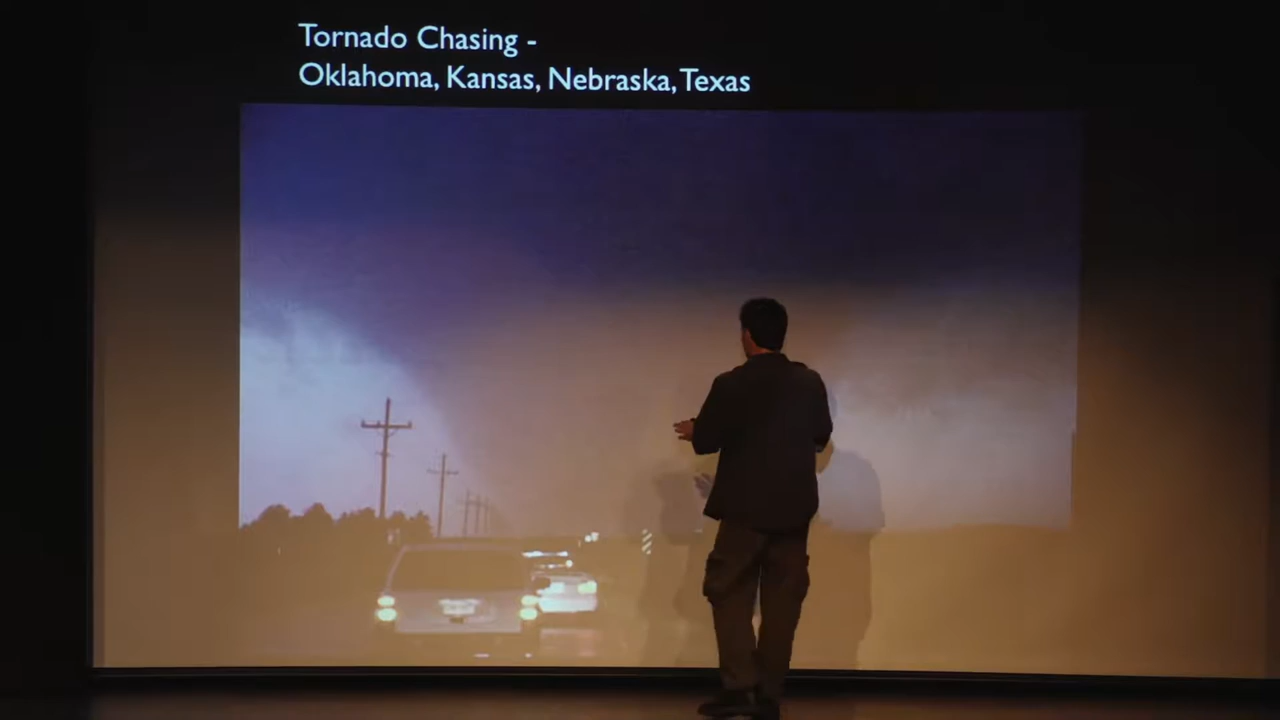 Tornado Chasing -
Oklahoma, Kansas, Nebraska, Texas